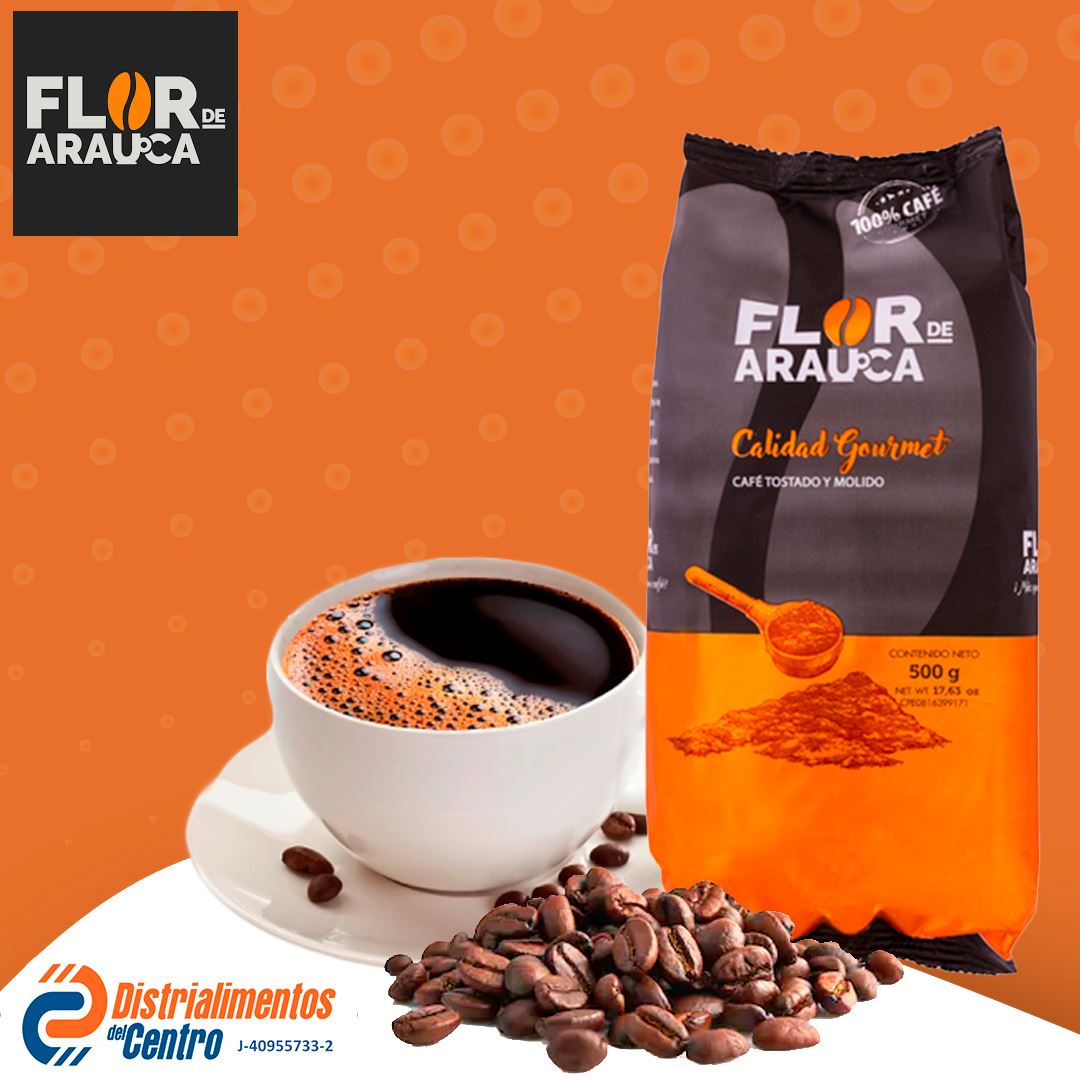 FLOR DE
ARAUCA
100% CAFÉ
FLOR DE
ARAUCA
Calidad Gourmet
CAFÉ TOSTADO Y MOLIDO
CONTENIDO NETO
500 g
NET. WT. 17,63 oz
CPE0816399171
Distrialimentos
del Centro J-40955733-2